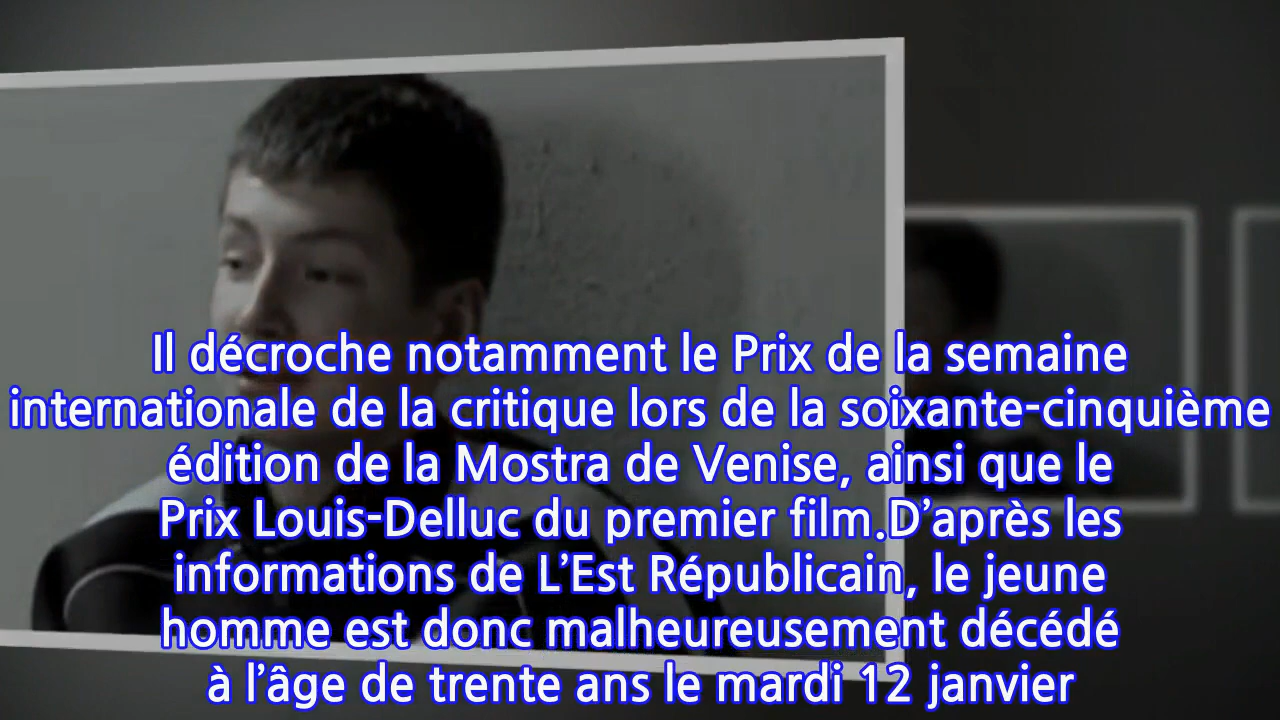 Il décroche notamment le Prix de la semaine
internationale de la critique lors de la soixante-cinquième
édition de la Mostra de Venise, ainsi que le
Prix Louis-Delluc du premier film.D’après les
informations de L’Est Républicain, le jeune
homme est donc malheureusement décédé
à l’âge de trente ans le mardi 12 janvier